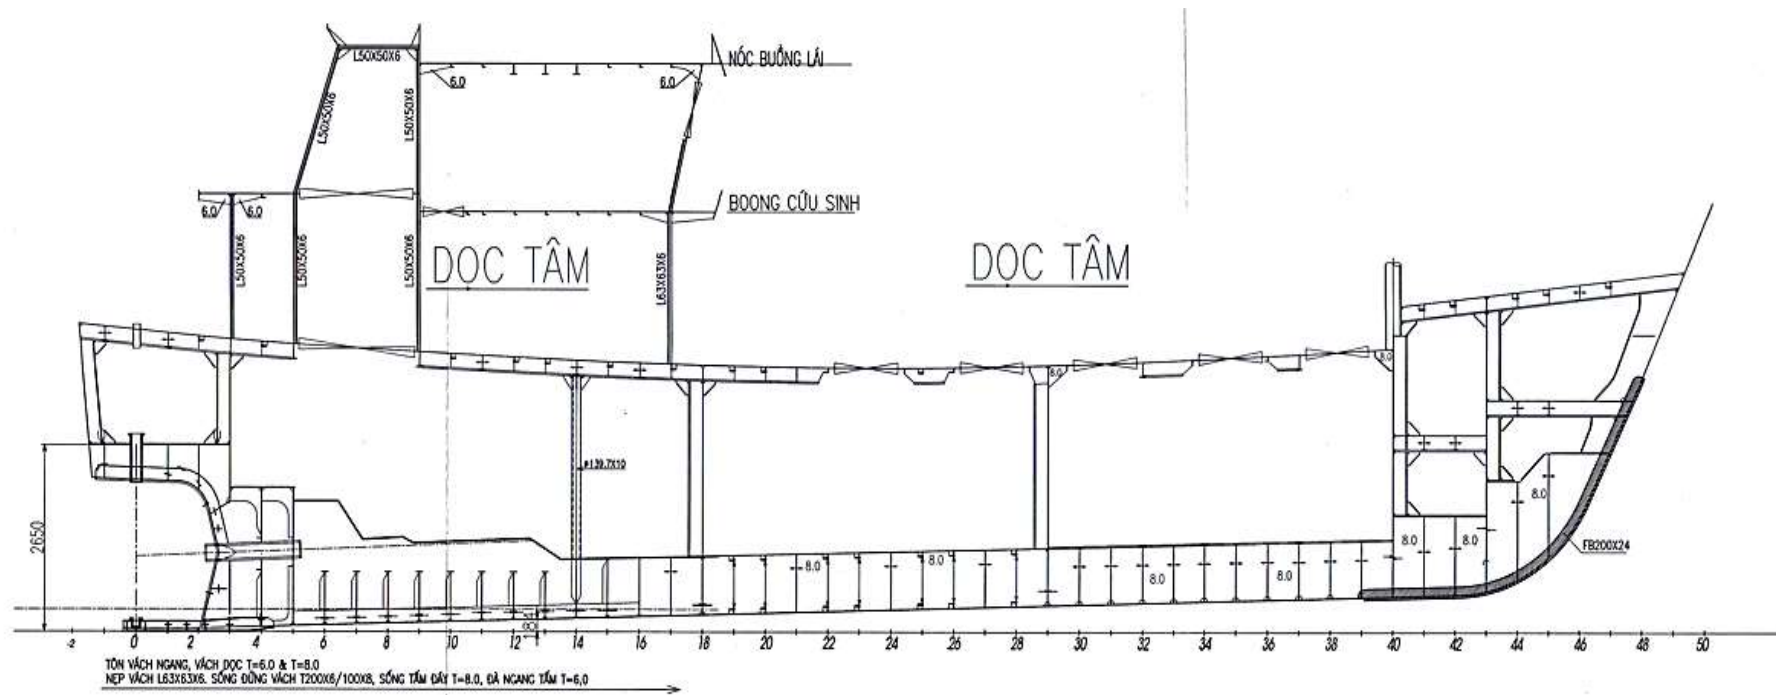 L50X50X6
NÓC BUỒNG LÁI
6.0
6.0
L50X50X6
L50X50X6
BOONG CỨU SINH
6.0
6.0
L50X50X6
L50X50X6
L50X50X6
DỌC TÂM
L63X63X6
DỌC TÂM
8.0
8.0
ø139.7X10
2650
8.0
8.0
8.0
8.0
8.0
8.0
8.0
FB200X24
-2
0
2
4
6
8
10
12
14
16
18
20
22
24
26
28
30
32
34
36
38
40
42
44
46
48
50
TÔN VÁCH NGANG, VÁCH DỌC T=6.0 & T=8.0
NẸP VÁCH L63X63X6. SỐNG ĐỨNG VÁCH T200X6/100X8, SỐNG TÂM ĐÁY T=8.0, ĐÀ NGANG TẤM T=6,0